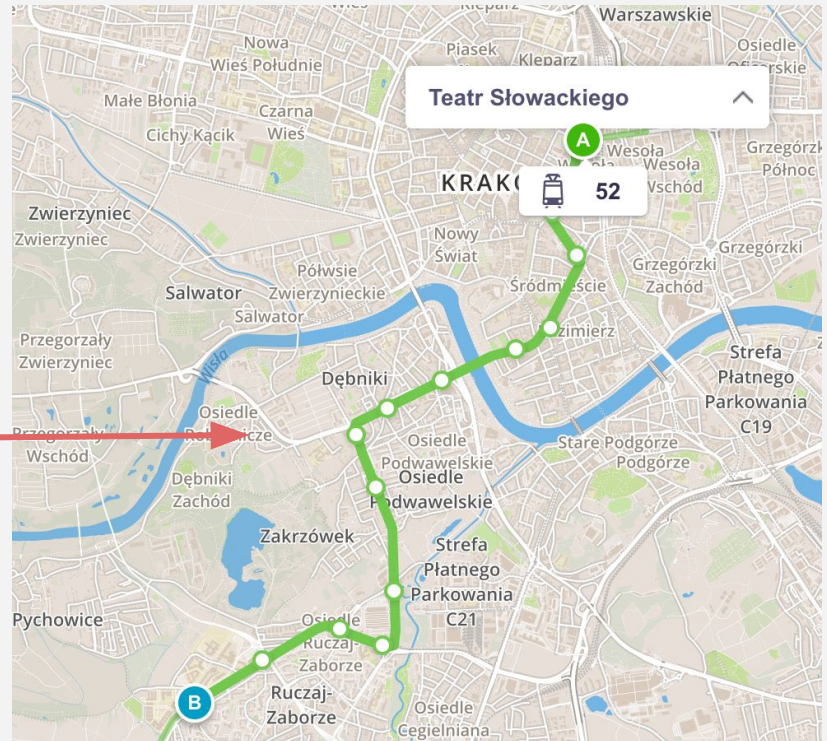 Warszawskie
Nowa
Wieś Południe
Piasek
Kleparz
Osiedle
Teatr Słowackiego
Małe Błonia
Czarna
Wieś
Cichy Kącik
A
Wesoła
Wesoła
Wschód
Grzegórzki
Północ
52
Zwierzyniec
Zwierzyniec
Nowy
Świat
Grzegórzki
Grzegórzki
Zachód
Półwsie
Zwierzynieckie
Śródmieście
Salwator
Salwator
Kazimierz
Przegorzały
Zwierzyniec
Wisła
Dębniki
Strefa
Płatnego
Parkowania
C19
Osiedle
Przegorzały
Wschód
Osiedle
Podwawelskie
Osiedle
Podwawelskie
Stare Podgórze
Podgórze
Dębniki
Zachód
Zakrzówek
Strefa
Płatnego
Parkowania
C21
Pychowice
Osiedle
Ruczaj-
Zaborze
B
Ruczaj-
Zaborze
Osiedle
Cegielniana